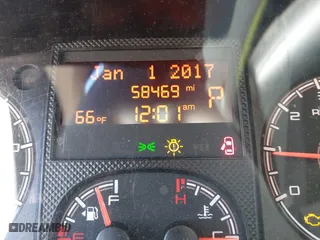 Jan 1 2017
58469 mi
P
66°F
12:01 am
F
H
DREAMBID